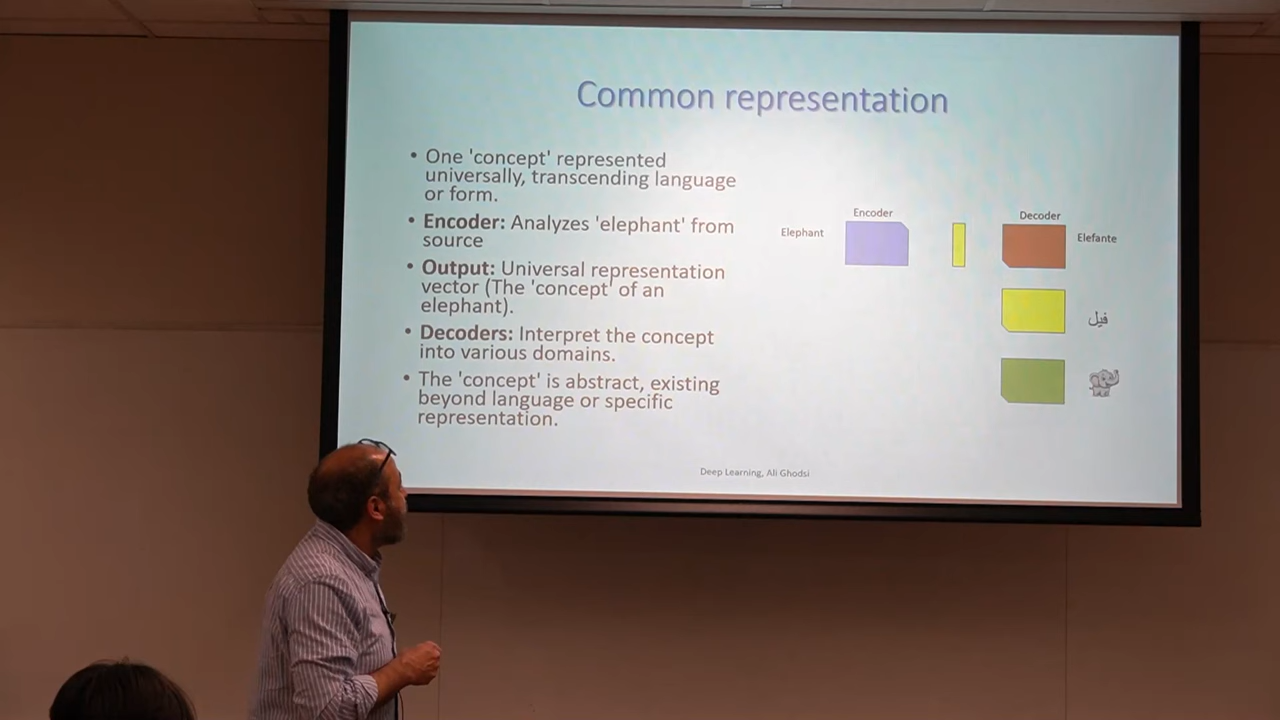 Common representation
• One 'concept' represented
universally, transcending language
or form.
• Encoder: Analyzes 'elephant' from
source
• Output: Universal representation
vector (The 'concept' of an
elephant).
• Decoders: Interpret the concept
into various domains.
• The 'concept' is abstract, existing
beyond language or specific
representation.
Encoder
Decoder
Elephant
Elefante
فيل
Deep Learning, Ali Ghodsi